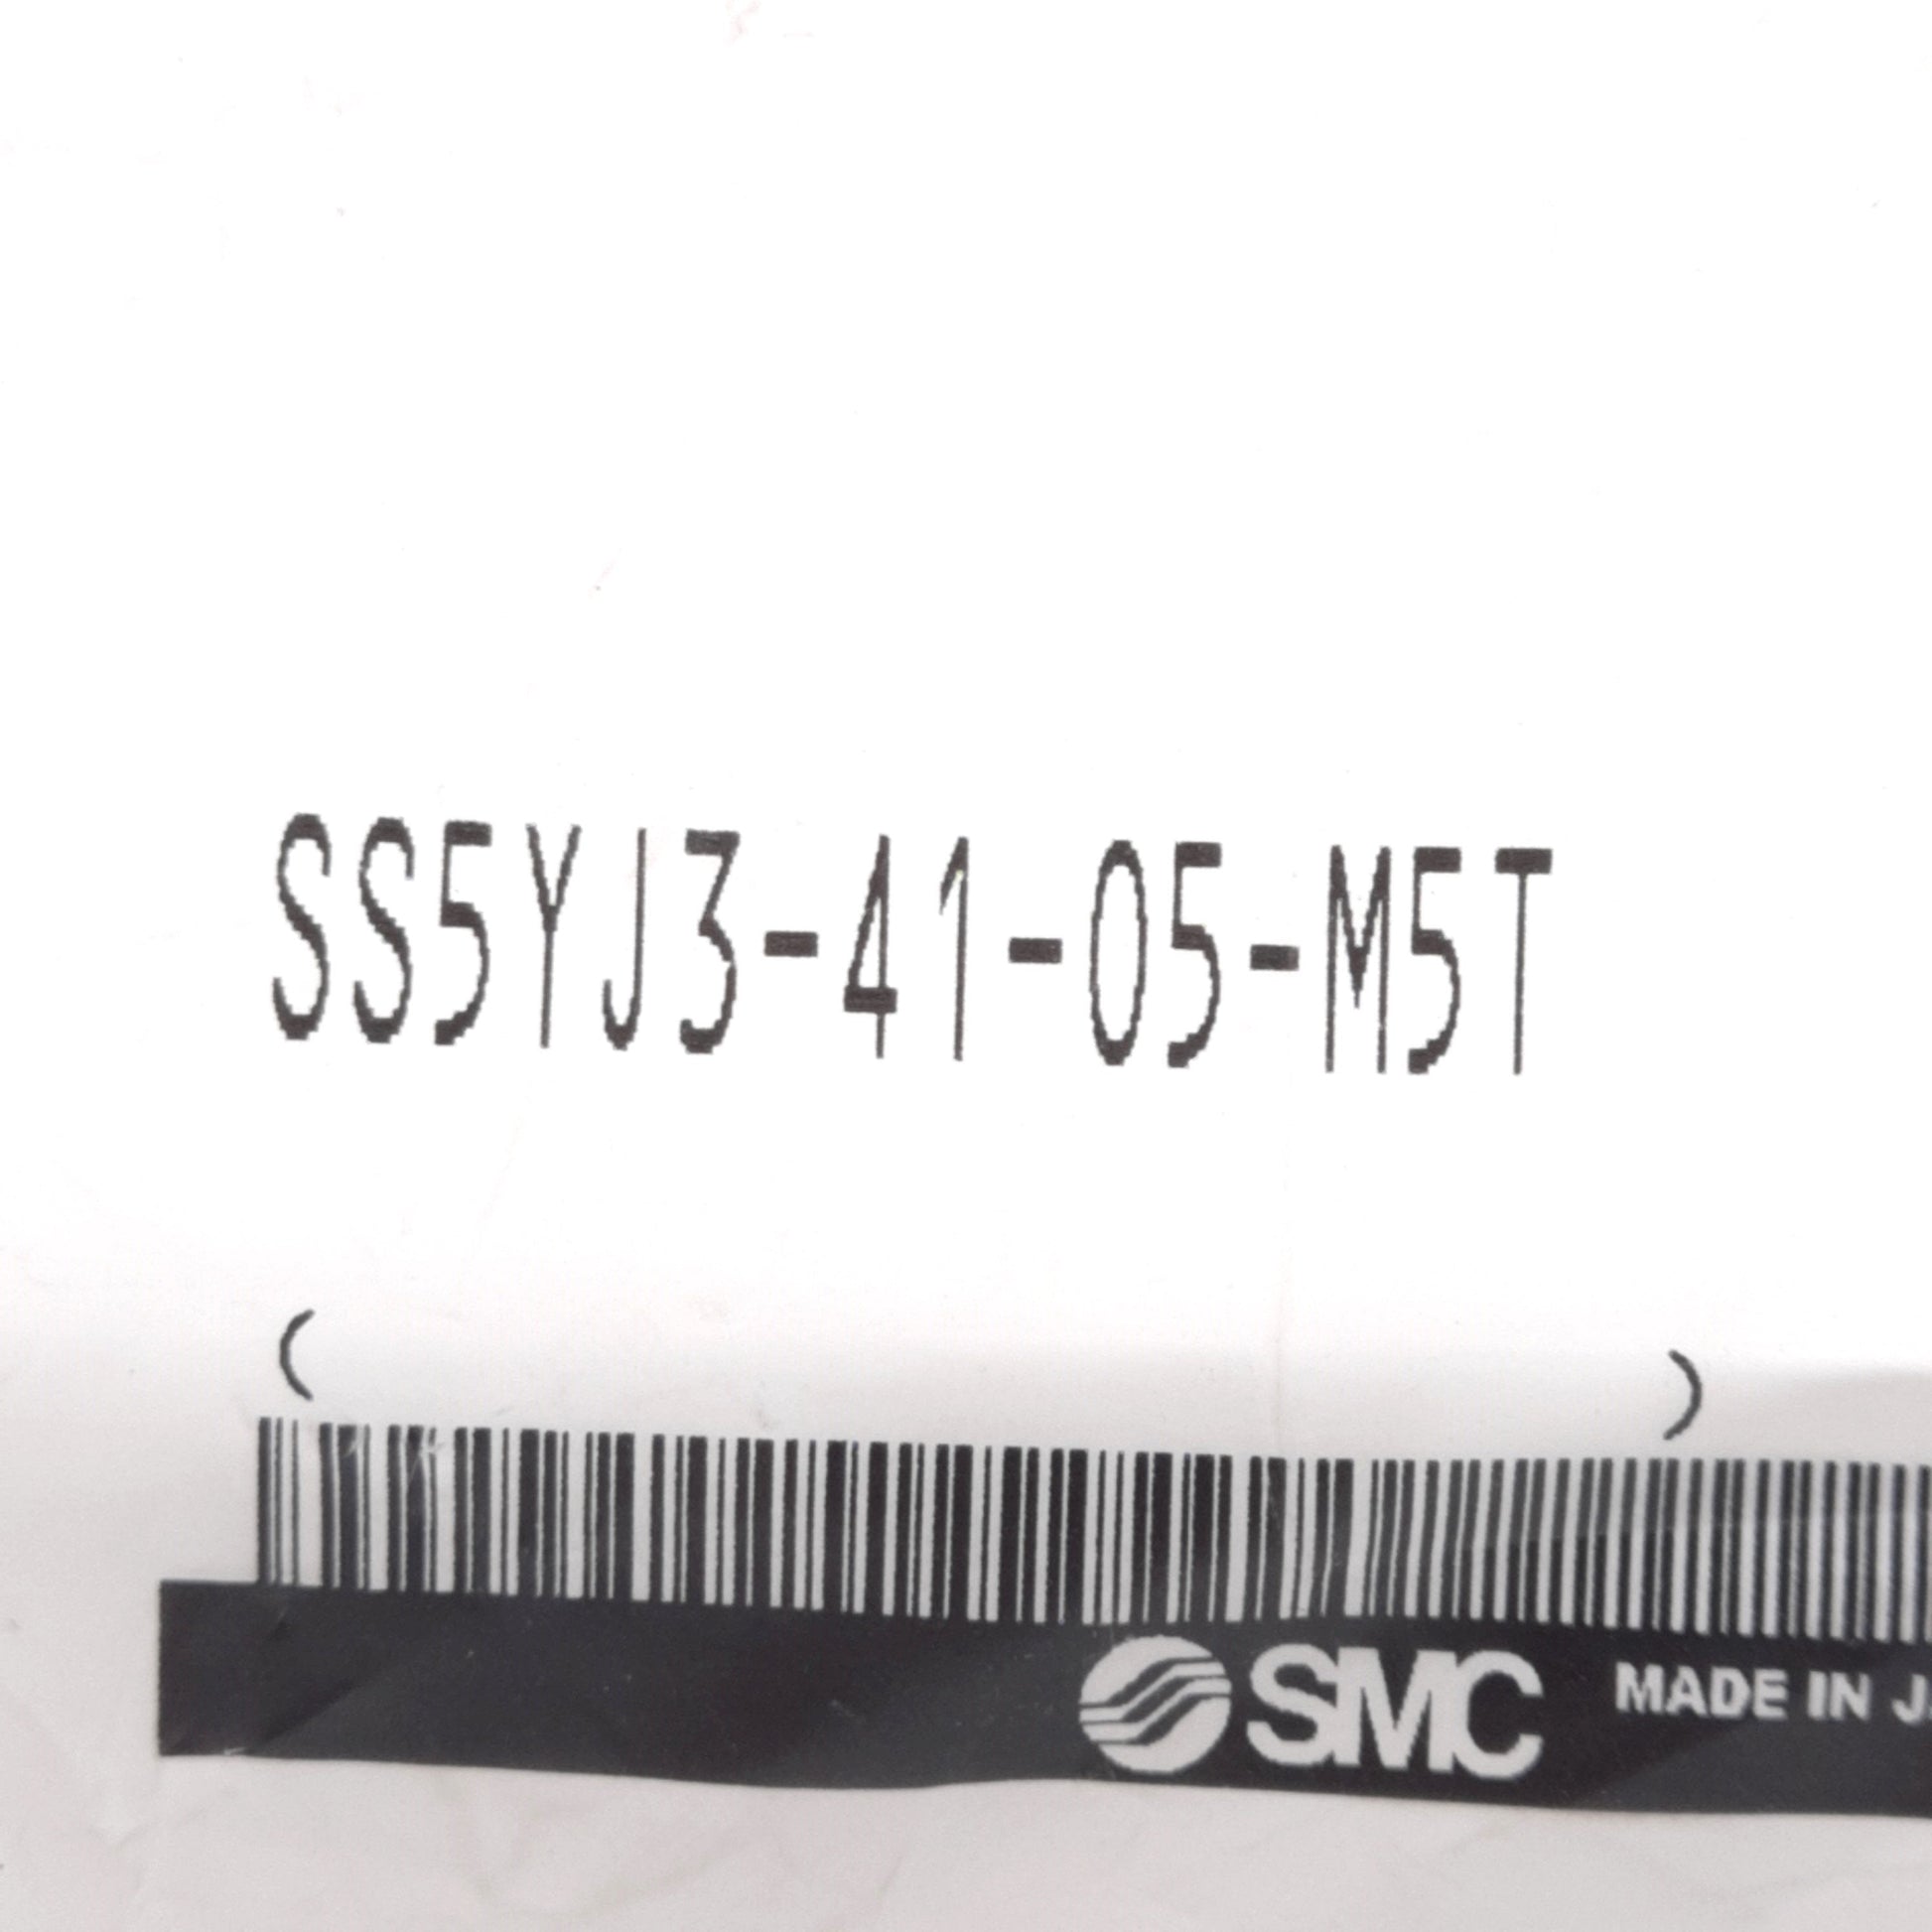 SS5YJ3-41-05-M5T
( )
SMC MADE IN